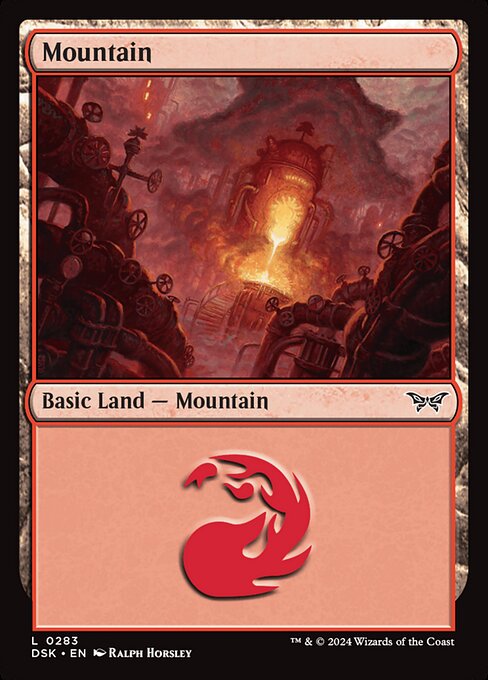 Mountain
Basic Land — Mountain
L 0283
DSK • EN Ralph Horsley
™ & © 2024 Wizards of the Coast